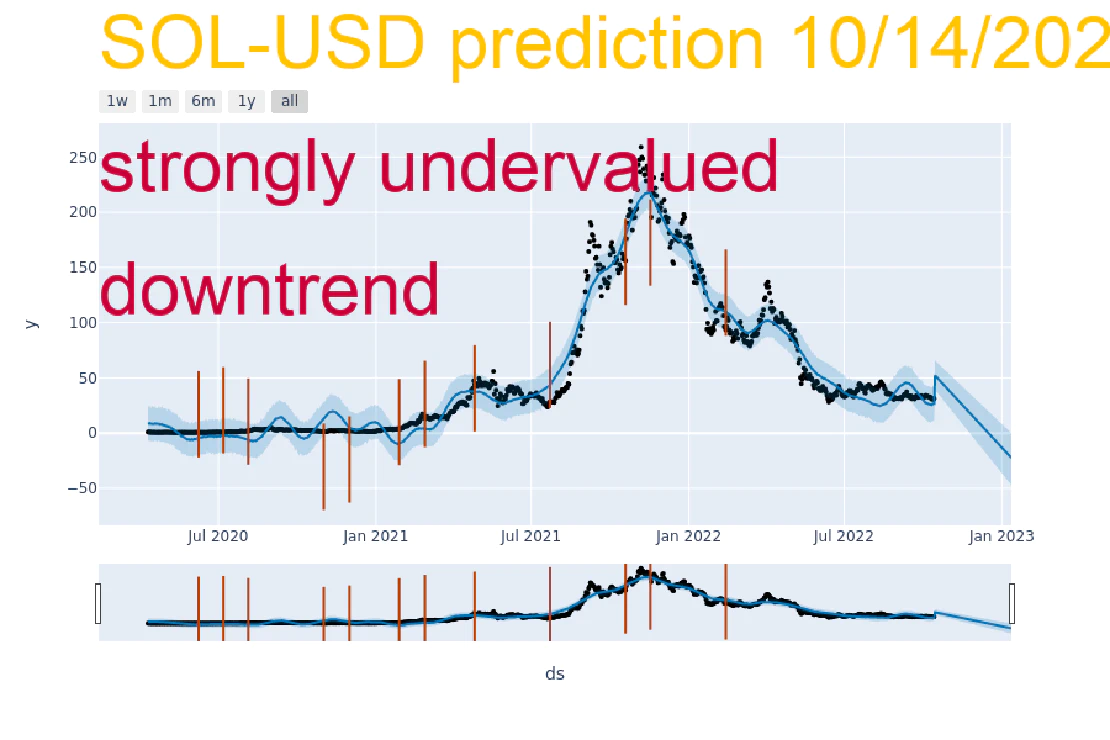 SOL-USD prediction 10/14/202
1w 1m 6m 1y all
250
strongly undervalued
200
150
downtrend
100
50
0
−50
y
Jul 2020 Jan 2021 Jul 2021 Jan 2022 Jul 2022 Jan 2023
ds